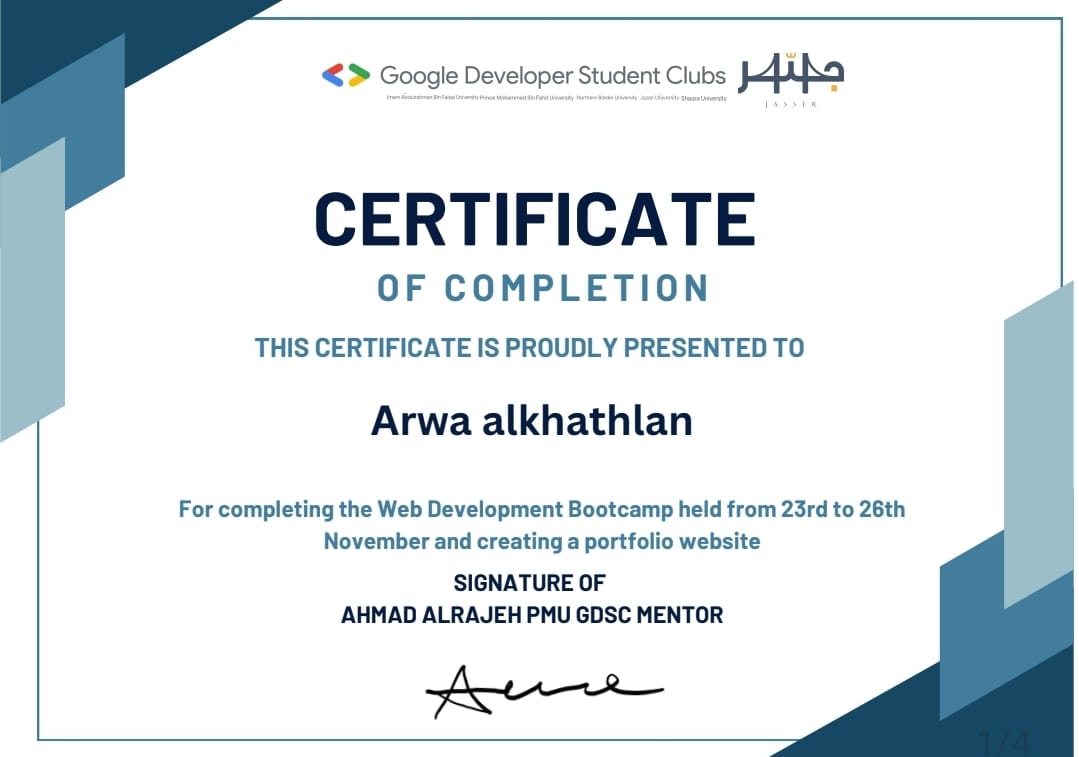 Google Developer Student Clubs
جسّر
Imam Abdulrahman Bin Faisal University Prince Mohammed Bin Fahd University Northern Border University Jazan University Shaqra University
JASSER
CERTIFICATE
OF COMPLETION
THIS CERTIFICATE IS PROUDLY PRESENTED TO
Arwa alkhathlan
For completing the Web Development Bootcamp held from 23rd to 26th
November and creating a portfolio website
SIGNATURE OF
AHMAD ALRAJEH PMU GDSC MENTOR
1/4